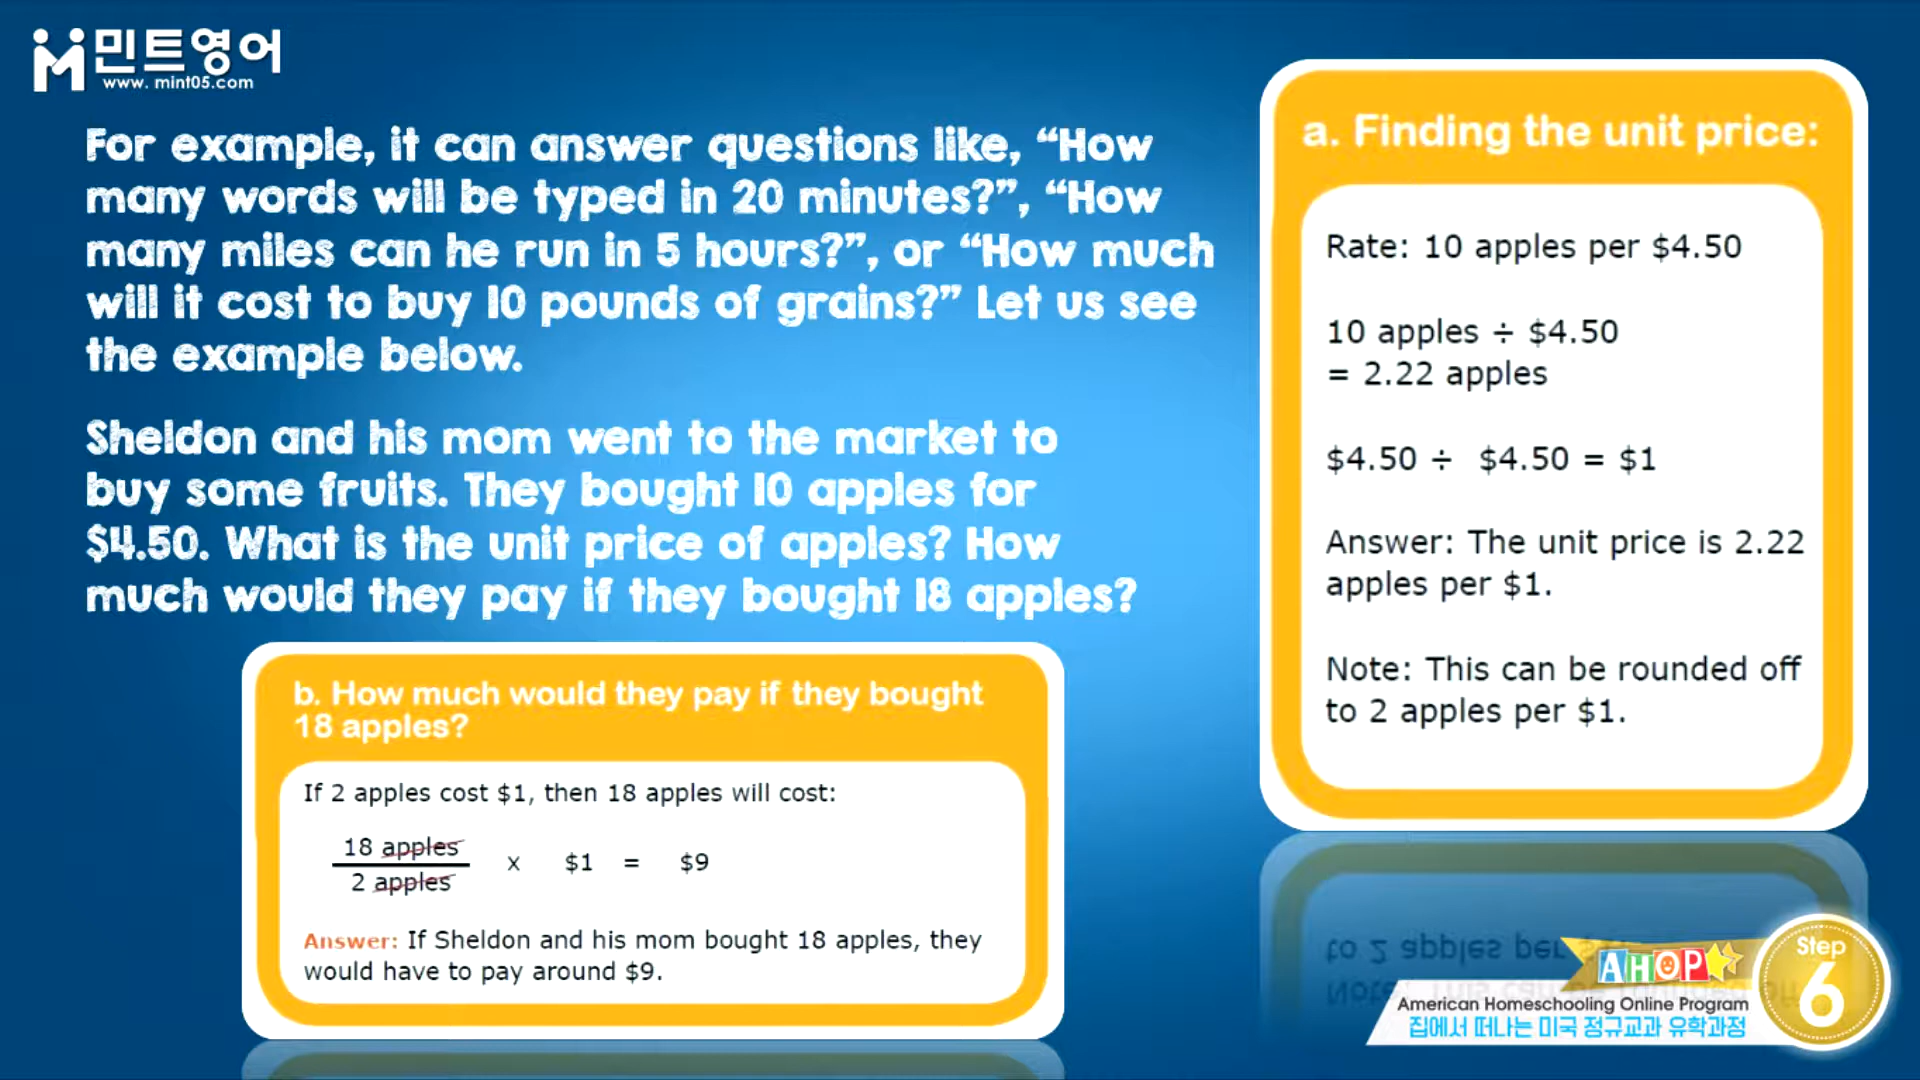 민트영어
www.mint05.com
For example, it can answer questions like, “How
many words will be typed in 20 minutes?”, “How
many miles can he run in 5 hours?”, or “How much
will it cost to buy 10 pounds of grains?” Let us see
the example below.
Sheldon and his mom went to the market to
buy some fruits. They bought 10 apples for
$4.50. What is the unit price of apples? How
much would they pay if they bought 18 apples?
a. Finding the unit price:
Rate: 10 apples per $4.50
10 apples ÷ $4.50
= 2.22 apples
$4.50 ÷ $4.50 = $1
Answer: The unit price is 2.22
apples per $1.
Note: This can be rounded off
to 2 apples per $1.
b. How much would they pay if they bought
18 apples?
If 2 apples cost $1, then 18 apples will cost:
18 apples
2 apples
x $1 = $9
Answer: If Sheldon and his mom bought 18 apples, they
would have to pay around $9.
AHOP
Step
6
American Homeschooling Online Program
집에서 떠나는 미국 정규교과 유학과정